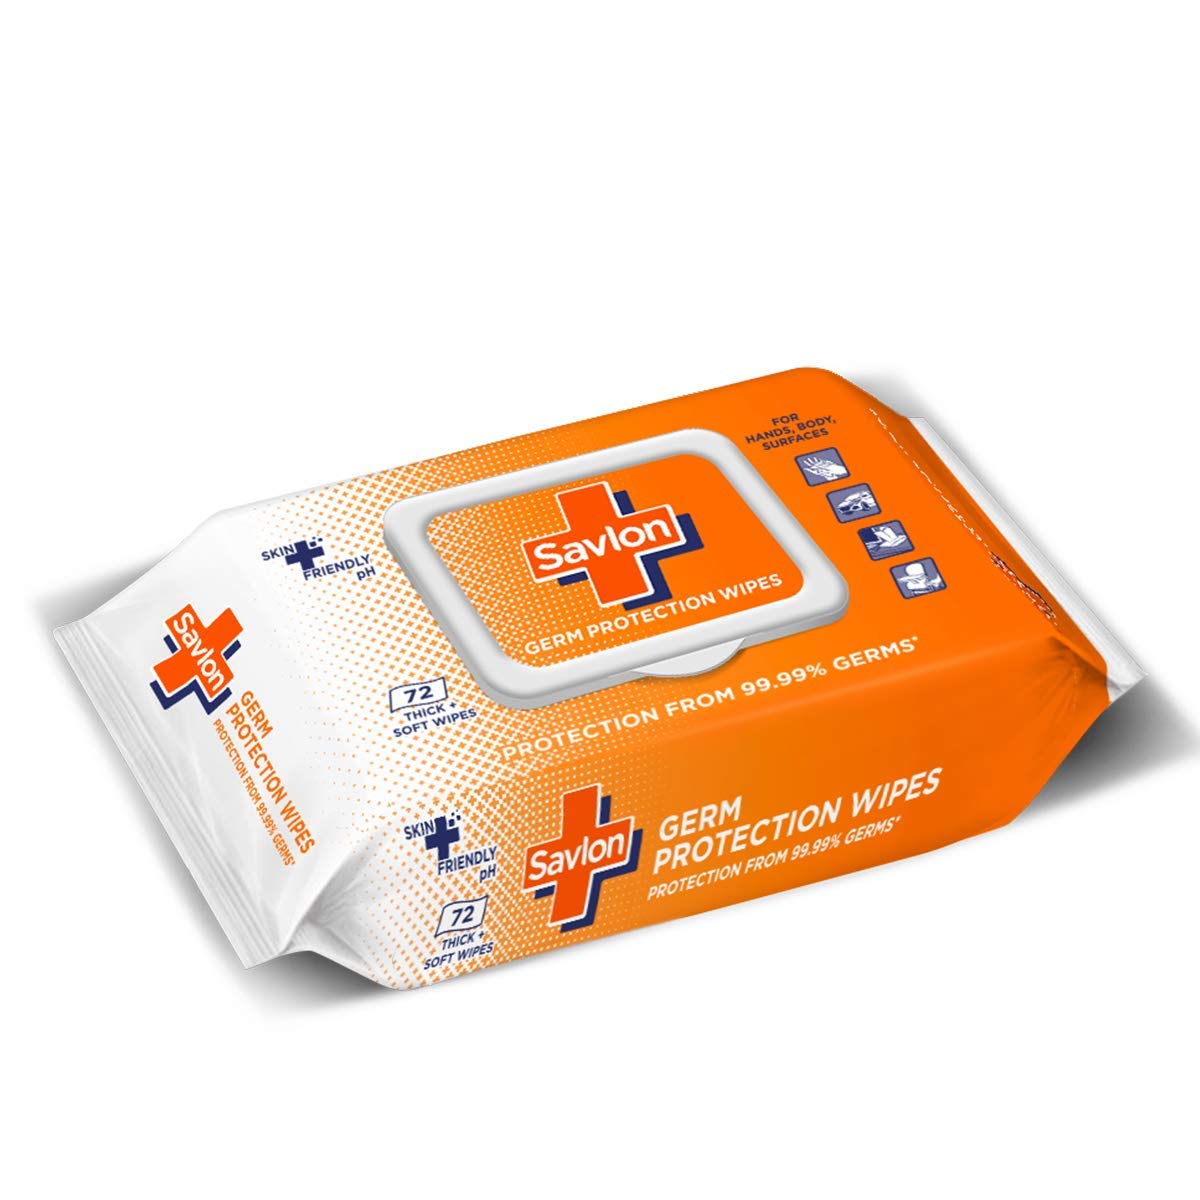 FOR
HANDS, BODY,
SURFACES
SKIN
FRIENDLY
pH
Savlon
GERM PROTECTION WIPES
72
THICK +
SOFT WIPES
PROTECTION FROM 99.99% GERMS*
Savlon
GERM
PROTECTION WIPES
PROTECTION FROM 99.99% GERMS*
SKIN
FRIENDLY
pH
72
THICK +
SOFT WIPES
Savlon
GERM
PROTECTION WIPES
PROTECTION FROM 99.99% GERMS*